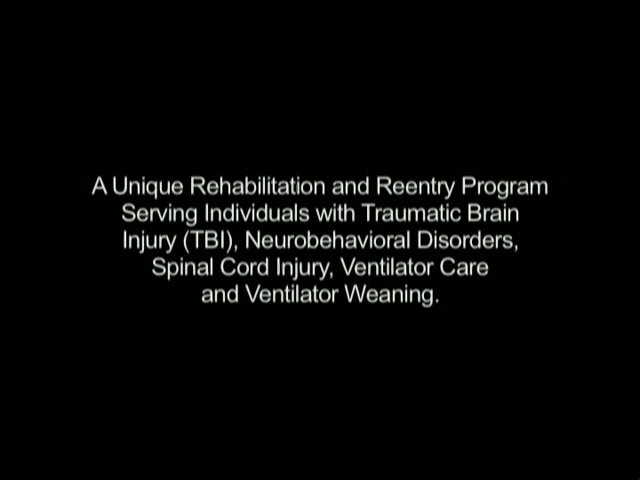 A Unique Rehabilitation and Reentry Program
Serving Individuals with Traumatic Brain
Injury (TBI), Neurobehavioral Disorders,
Spinal Cord Injury, Ventilator Care
and Ventilator Weaning.